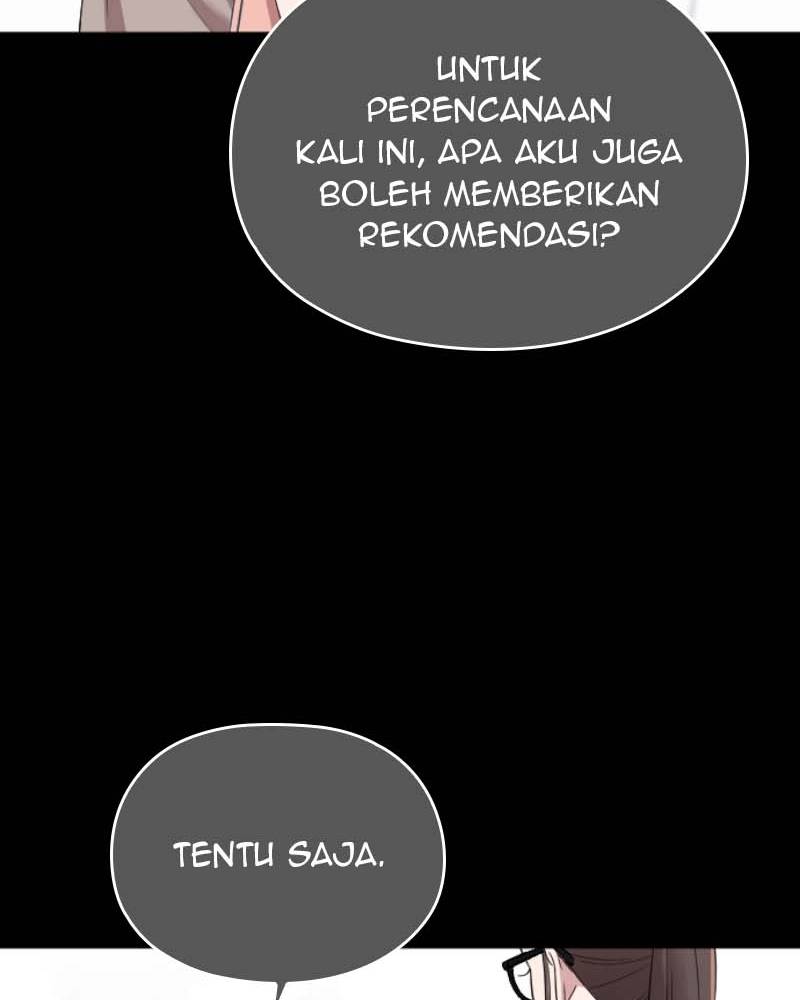 UNTUK
PERENCANAAN
KALI INI, APA AKU JUGA
BOLEH MEMBERIKAN
REKOMENDASI?
TENTU SAJA.